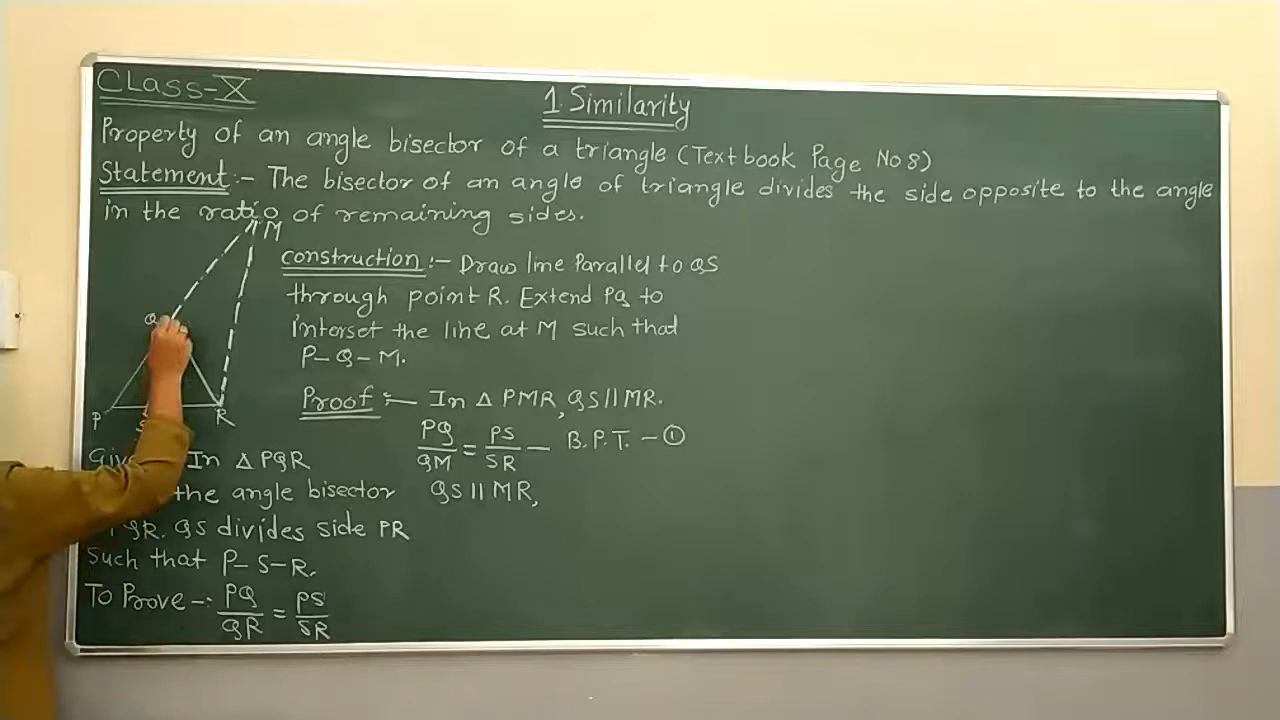 CLass-X
1. Similarity
Property of an angle bisector of a triangle (Textbook Page No 8)
Statement :- The bisector of an angle of triangle divides the side opposite to the angle
in the ratio of remaining sides.
M
Q
P
S
R
construction :- Draw line Parallel to QS
through point R. Extend PQ to
interset the line at M such that
P-Q-M.
Proof :- In Δ PMR, QS || MR.
PQ/QM = PS/SR - B.P.T. - ①
QS || MR,
In Δ PQR
the angle bisector
QR. QS divides side PR
Such that P-S-R.
To Prove -: PQ/QR = PS/SR